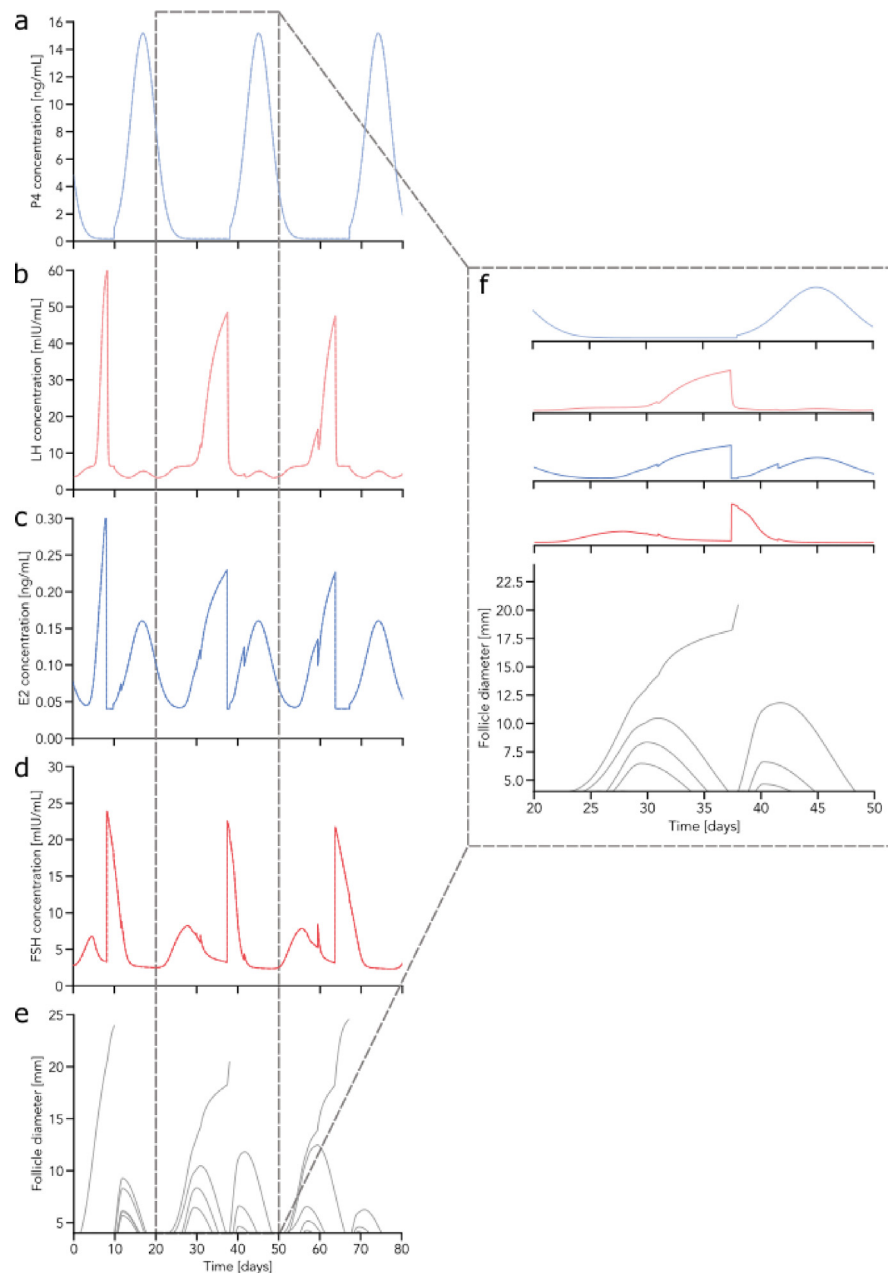 a
P4 concentration [ng/mL]
16
14
12
10
8
6
4
2
0
b
LH concentration [mIU/mL]
60
50
40
30
20
10
0
c
E2 concentration [ng/mL]
0.30
0.25
0.20
0.15
0.10
0.05
0.00
d
FSH concentration [mIU/mL]
30
25
20
15
10
5
0
e
Follicle diameter [mm]
25
20
15
10
5
0 10 20 30 40 50 60 70 80
Time [days]
f
Follicle diameter [mm]
22.5
20.0
17.5
15.0
12.5
10.0
7.5
5.0
20 25 30 35 40 45 50
Time [days]